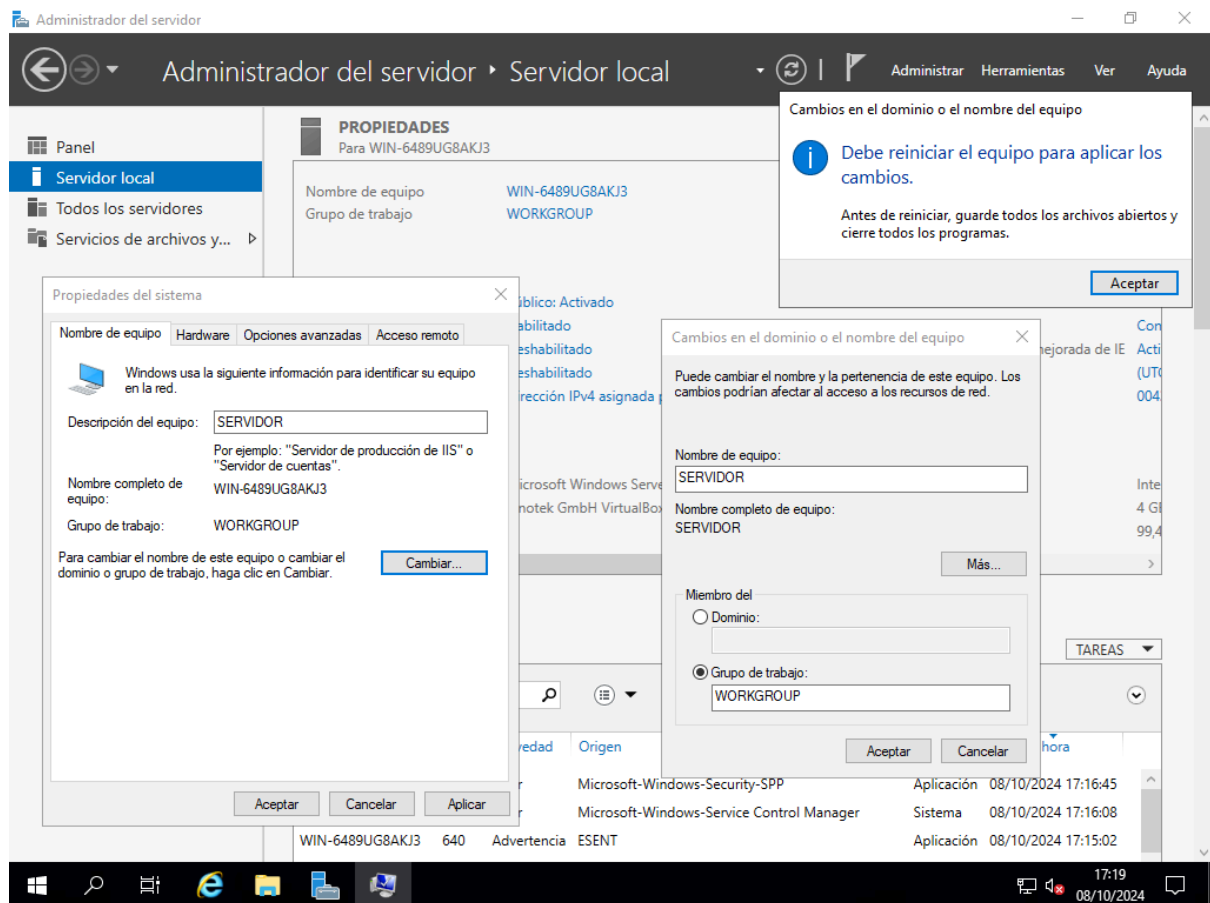 Administrador del servidor
Administrador del servidor ‣ Servidor local
Administrar Herramientas Ver Ayuda
Panel
Servidor local
Todos los servidores
Servicios de archivos y...
PROPIEDADES
Para WIN-6489UG8AKJ3
Nombre de equipo WIN-6489UG8AKJ3
Grupo de trabajo WORKGROUP
Cambios en el dominio o el nombre del equipo
Debe reiniciar el equipo para aplicar los
cambios.
Antes de reiniciar, guarde todos los archivos abiertos y
cierre todos los programas.
Aceptar
Propiedades del sistema
Nombre de equipo Hardware Opciones avanzadas Acceso remoto
Windows usa la siguiente información para identificar su equipo
en la red.
Descripción del equipo: SERVIDOR
Por ejemplo: "Servidor de producción de IIS" o
"Servidor de cuentas".
Nombre completo de
equipo:
WIN-6489UG8AKJ3
Grupo de trabajo: WORKGROUP
Para cambiar el nombre de este equipo o cambiar el
dominio o grupo de trabajo, haga clic en Cambiar.
Cambiar...
Aceptar Cancelar Aplicar
Activado
Cambios en el dominio o el nombre del equipo
Puede cambiar el nombre y la pertenencia de este equipo. Los
cambios podrían afectar al acceso a los recursos de red.
Nombre de equipo:
SERVIDOR
Nombre completo de equipo:
SERVIDOR
Más...
Miembro del
Dominio:
Grupo de trabajo:
WORKGROUP
Aceptar Cancelar
IPv4
Windows
GmbH
de IE
(UTC
004
4
99,4
TAREAS
Origen
hora
Microsoft-Windows-Security-SPP Aplicación 08/10/2024 17:16:45
Microsoft-Windows-Service Control Manager Sistema 08/10/2024 17:16:08
WIN-6489UG8AKJ3 640 Advertencia ESENT Aplicación 08/10/2024 17:15:02
17:19
08/10/2024